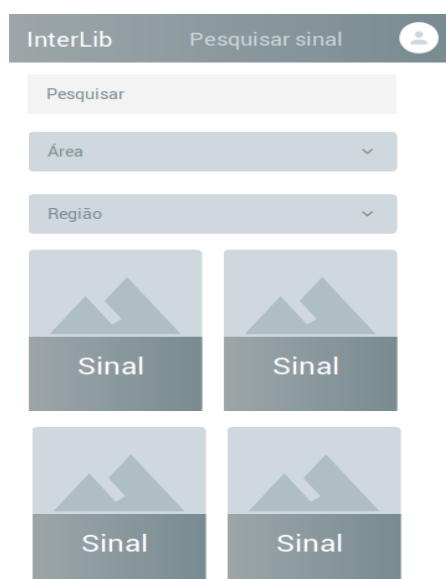 InterLib Pesquisar sinal
Pesquisar
Área
Região
Sinal Sinal
Sinal Sinal